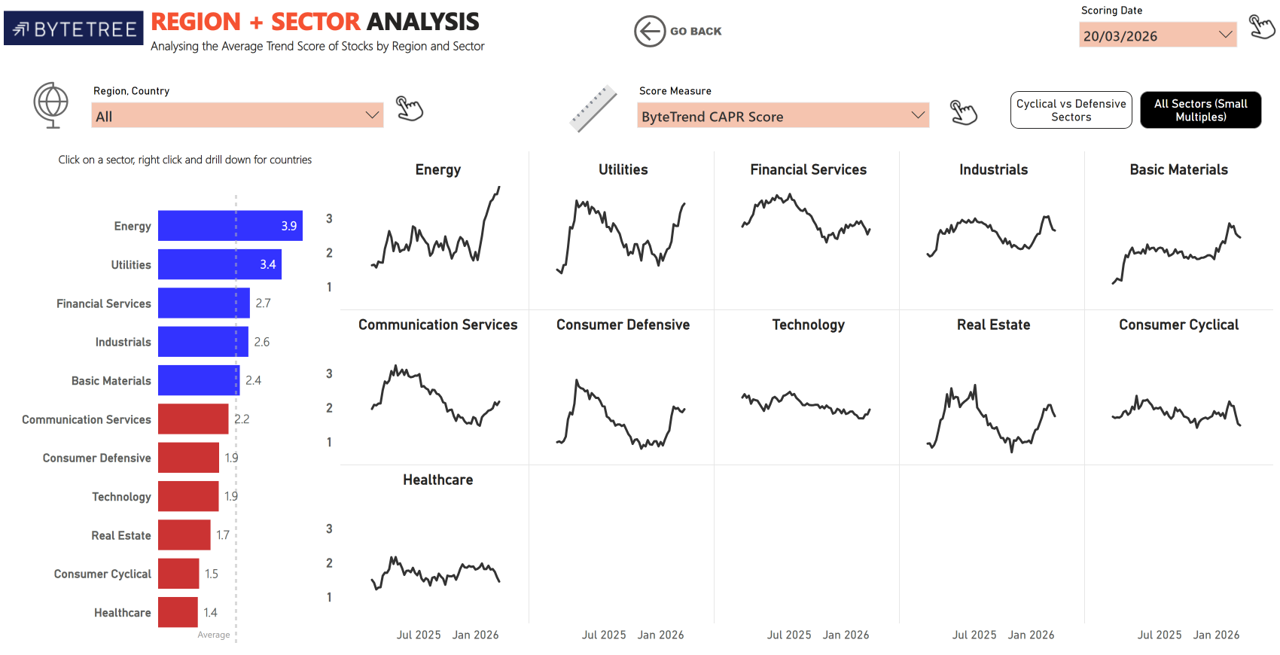 BYTETREE
REGION + SECTOR ANALYSIS
Analysing the Average Trend Score of Stocks by Region and Sector
GO BACK
Scoring Date
20/03/2026
Region, Country
All
Score Measure
ByteTrend CAPR Score
Cyclical vs Defensive
Sectors
All Sectors (Small
Multiples)
Click on a sector, right click and drill down for countries
Energy 3.9
Utilities 3.4
Financial Services 2.7
Industrials 2.6
Basic Materials 2.4
Communication Services 2.2
Consumer Defensive 1.9
Technology 1.9
Real Estate 1.7
Consumer Cyclical 1.5
Healthcare 1.4
Average
Energy Utilities Financial Services Industrials Basic Materials
3
2
1
Communication Services Consumer Defensive Technology Real Estate Consumer Cyclical
3
2
1
Healthcare
3
2
1
Jul 2025 Jan 2026 Jul 2025 Jan 2026 Jul 2025 Jan 2026 Jul 2025 Jan 2026 Jul 2025 Jan 2026